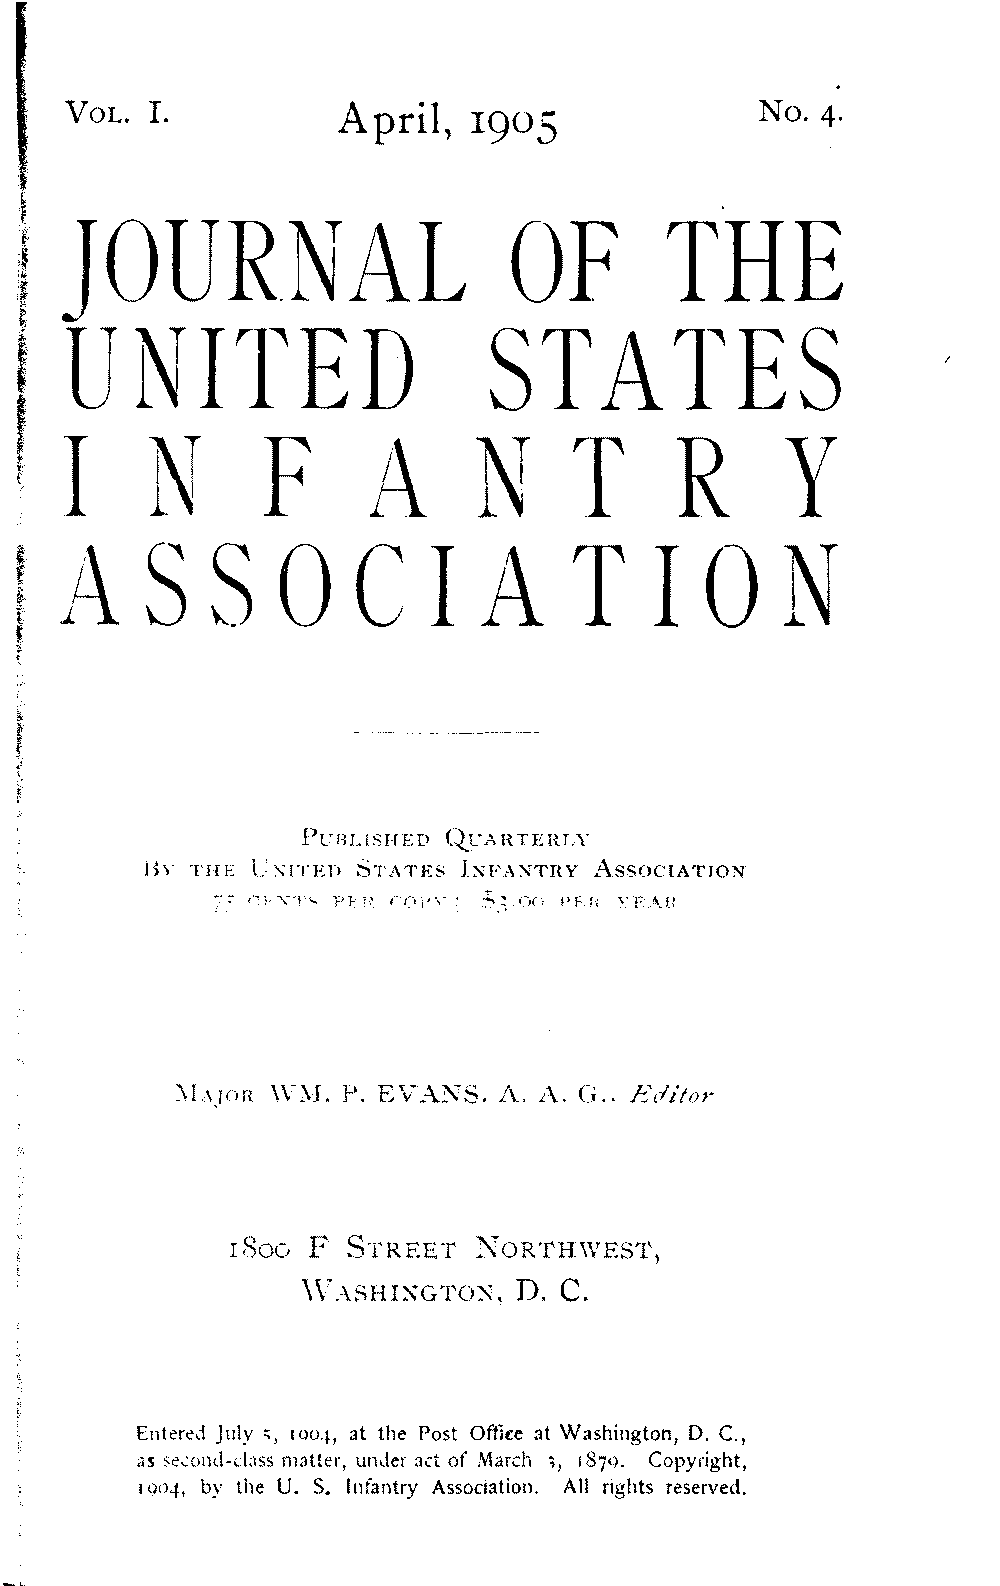 VOL. I. April, 1905 No. 4.
JOURNAL OF THE
UNITED STATES
INFANTRY
ASSOCIATION
PUBLISHED QUARTERLY
BY THE UNITED STATES INFANTRY ASSOCIATION
75 CENTS PER COPY; $3.00 PER YEAR
MAJOR WM. P. EVANS, A. A. G., Editor
1800 F STREET NORTHWEST,
WASHINGTON, D. C.
Entered July 5, 1904, at the Post Office at Washington, D. C.,
as second-class matter, under act of March 3, 1879. Copyright,
1904, by the U. S. Infantry Association. All rights reserved.